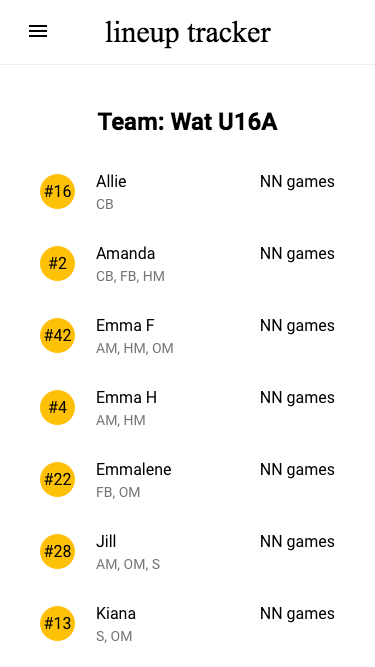 lineup tracker
Team: Wat U16A
#16 Allie NN games
CB
#2 Amanda NN games
CB, FB, HM
#42 Emma F NN games
AM, HM, OM
#4 Emma H NN games
AM, HM
#22 Emmalene NN games
FB, OM
#28 Jill NN games
AM, OM, S
#13 Kiana NN games
S, OM